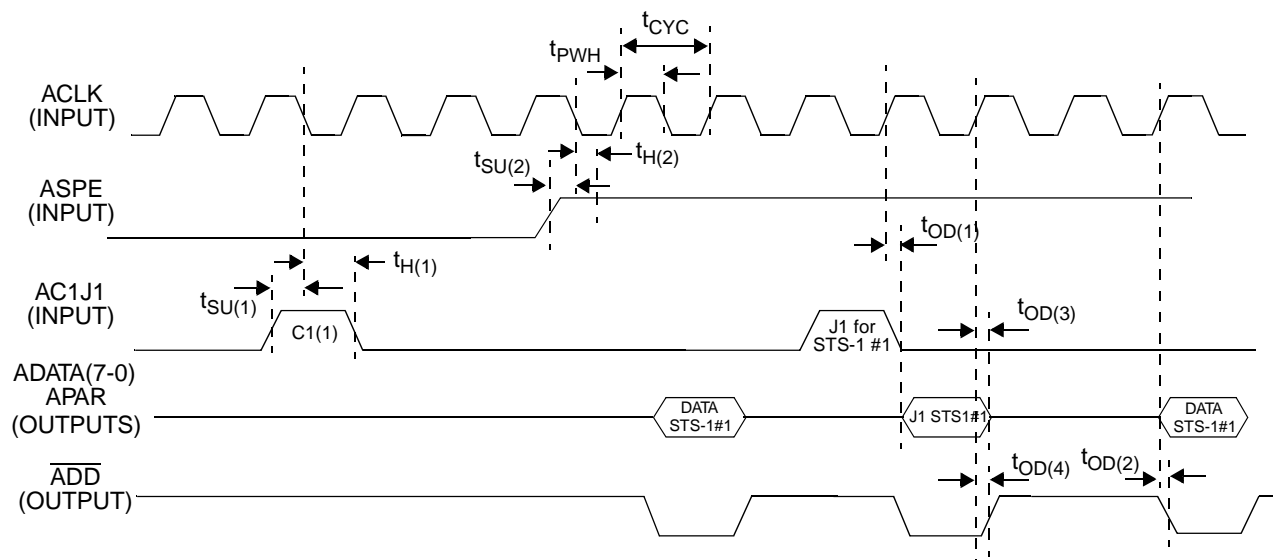 tCYC
tPWH
ACLK
(INPUT)
tSU(2)
tH(2)
ASPE
(INPUT)
tOD(1)
tH(1)
AC1J1
(INPUT)
tSU(1)
C1(1)
J1 for
STS-1 #1
tOD(3)
ADATA(7-0)
APAR
(OUTPUTS)
DATA
STS-1#1
J1 STS1#1
DATA
STS-1#1
ADD
(OUTPUT)
tOD(4)
tOD(2)